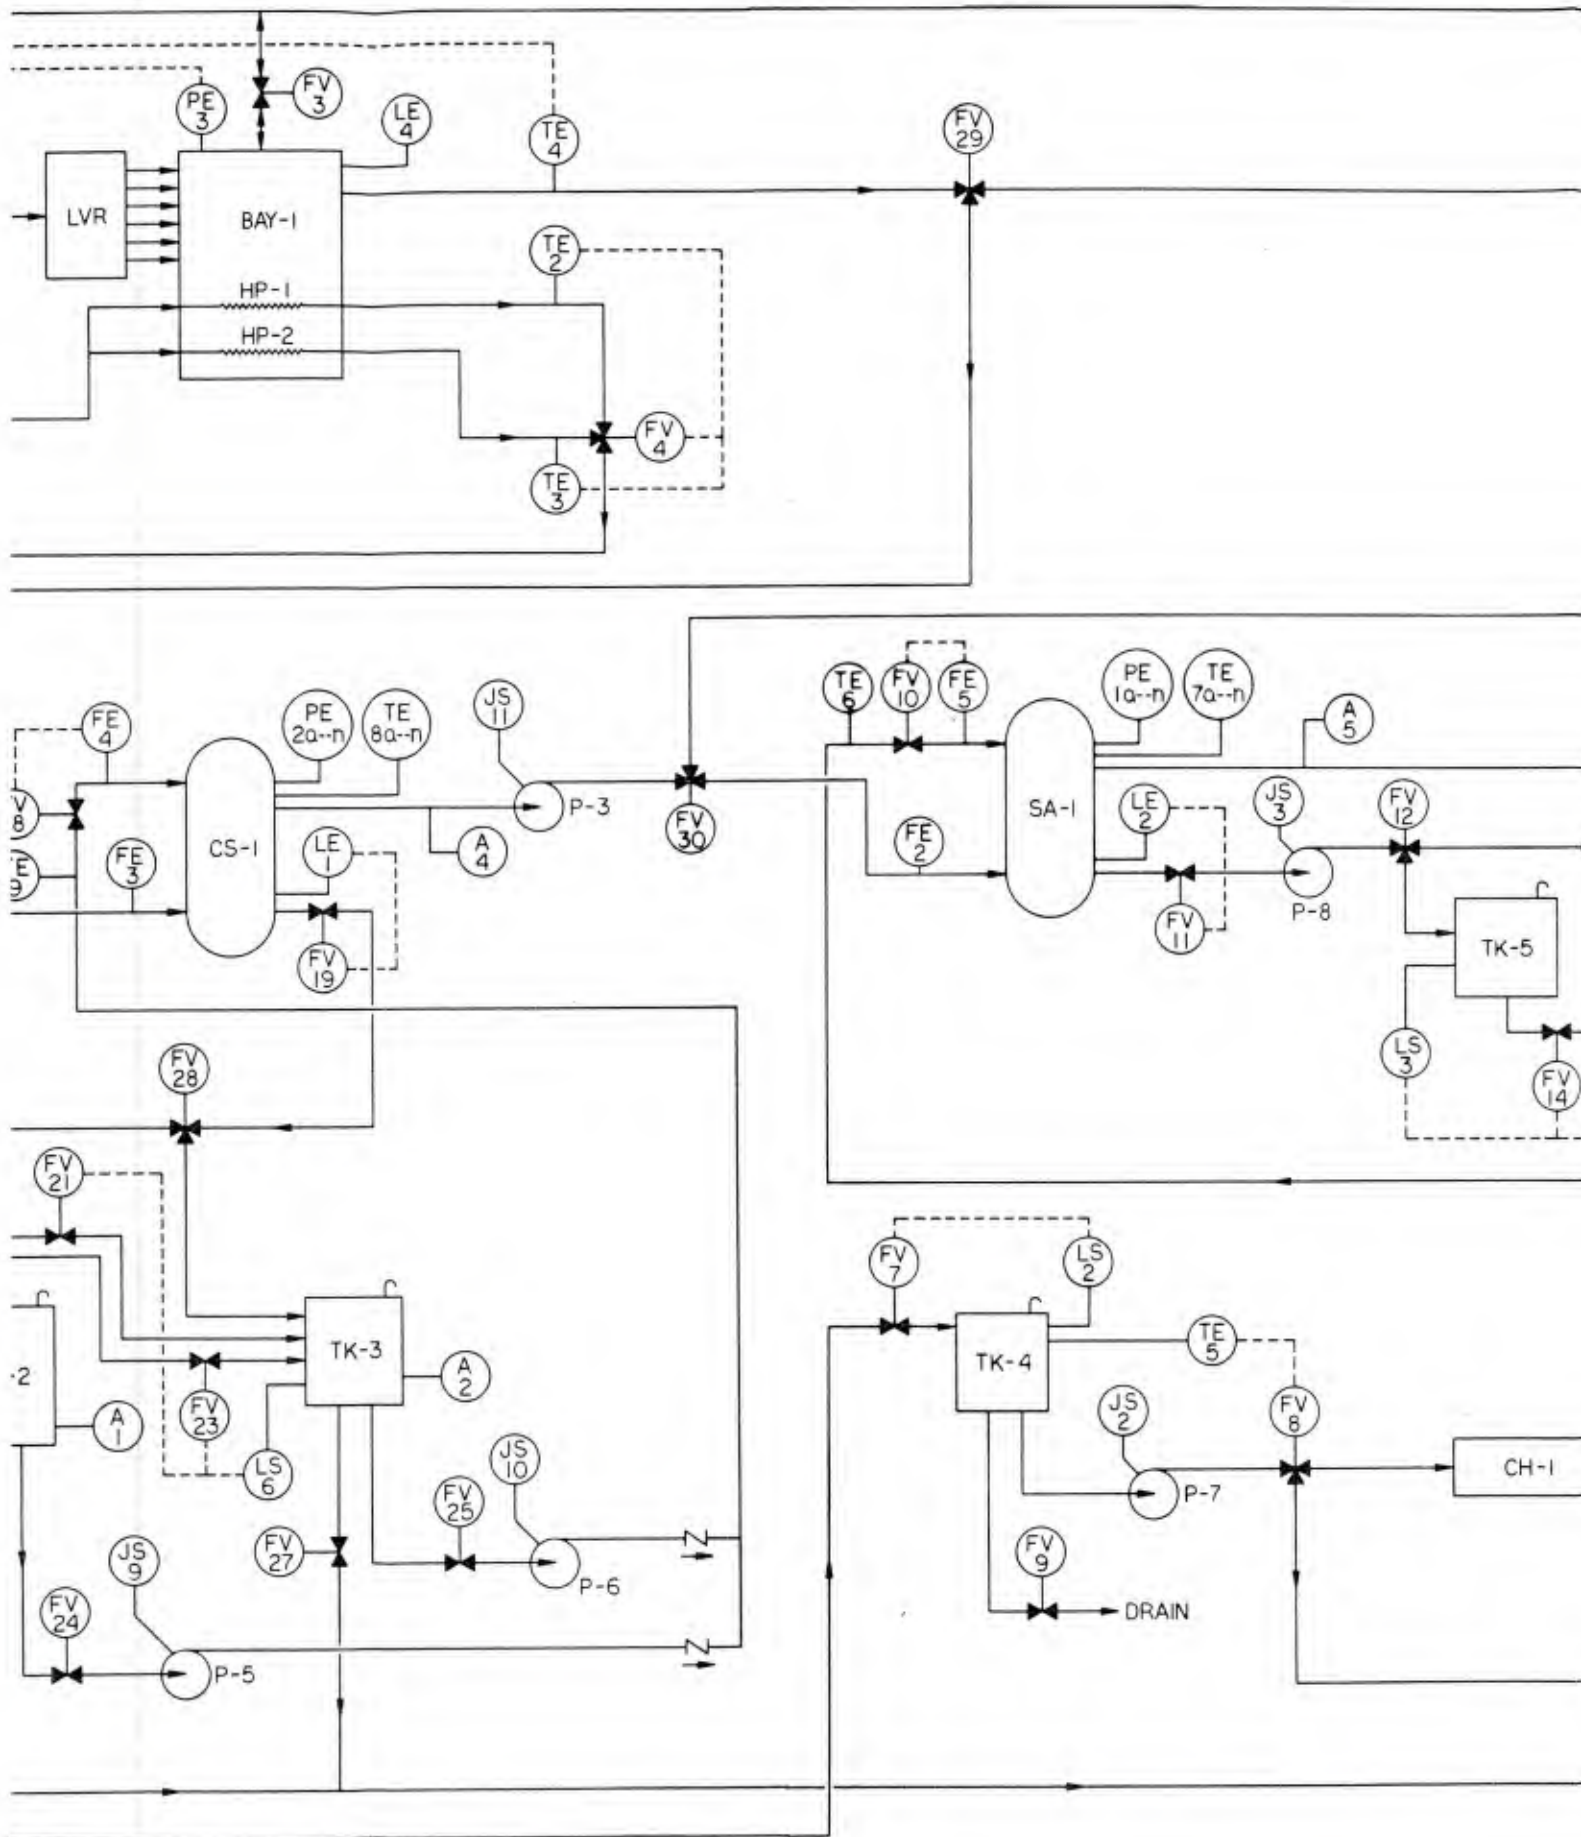 FV
3
PE
3
LE
4
TE
4
FV
29
LVR
BAY-1
TE
2
HP-1
HP-2
FV
4
TE
3
FE
4
PE
2a--n
TE
8a--n
JS
11
TE
6
FV
10
FE
5
PE
1a--n
TE
7a--n
A
5
V
8
CS-1
P-3
FV
30
SA-1
LE
2
JS
3
FV
12
E
9
FE
3
LE
1
A
4
FE
2
FV
11
P-8
FV
19
TK-5
FV
28
LS
3
FV
14
FV
21
FV
7
LS
2
TK-3
A
2
TK-4
TE
5
-2
A
1
FV
23
LS
6
JS
10
JS
2
FV
8
CH-1
FV
25
P-7
FV
27
JS
9
P-6
FV
9
DRAIN
FV
24
P-5